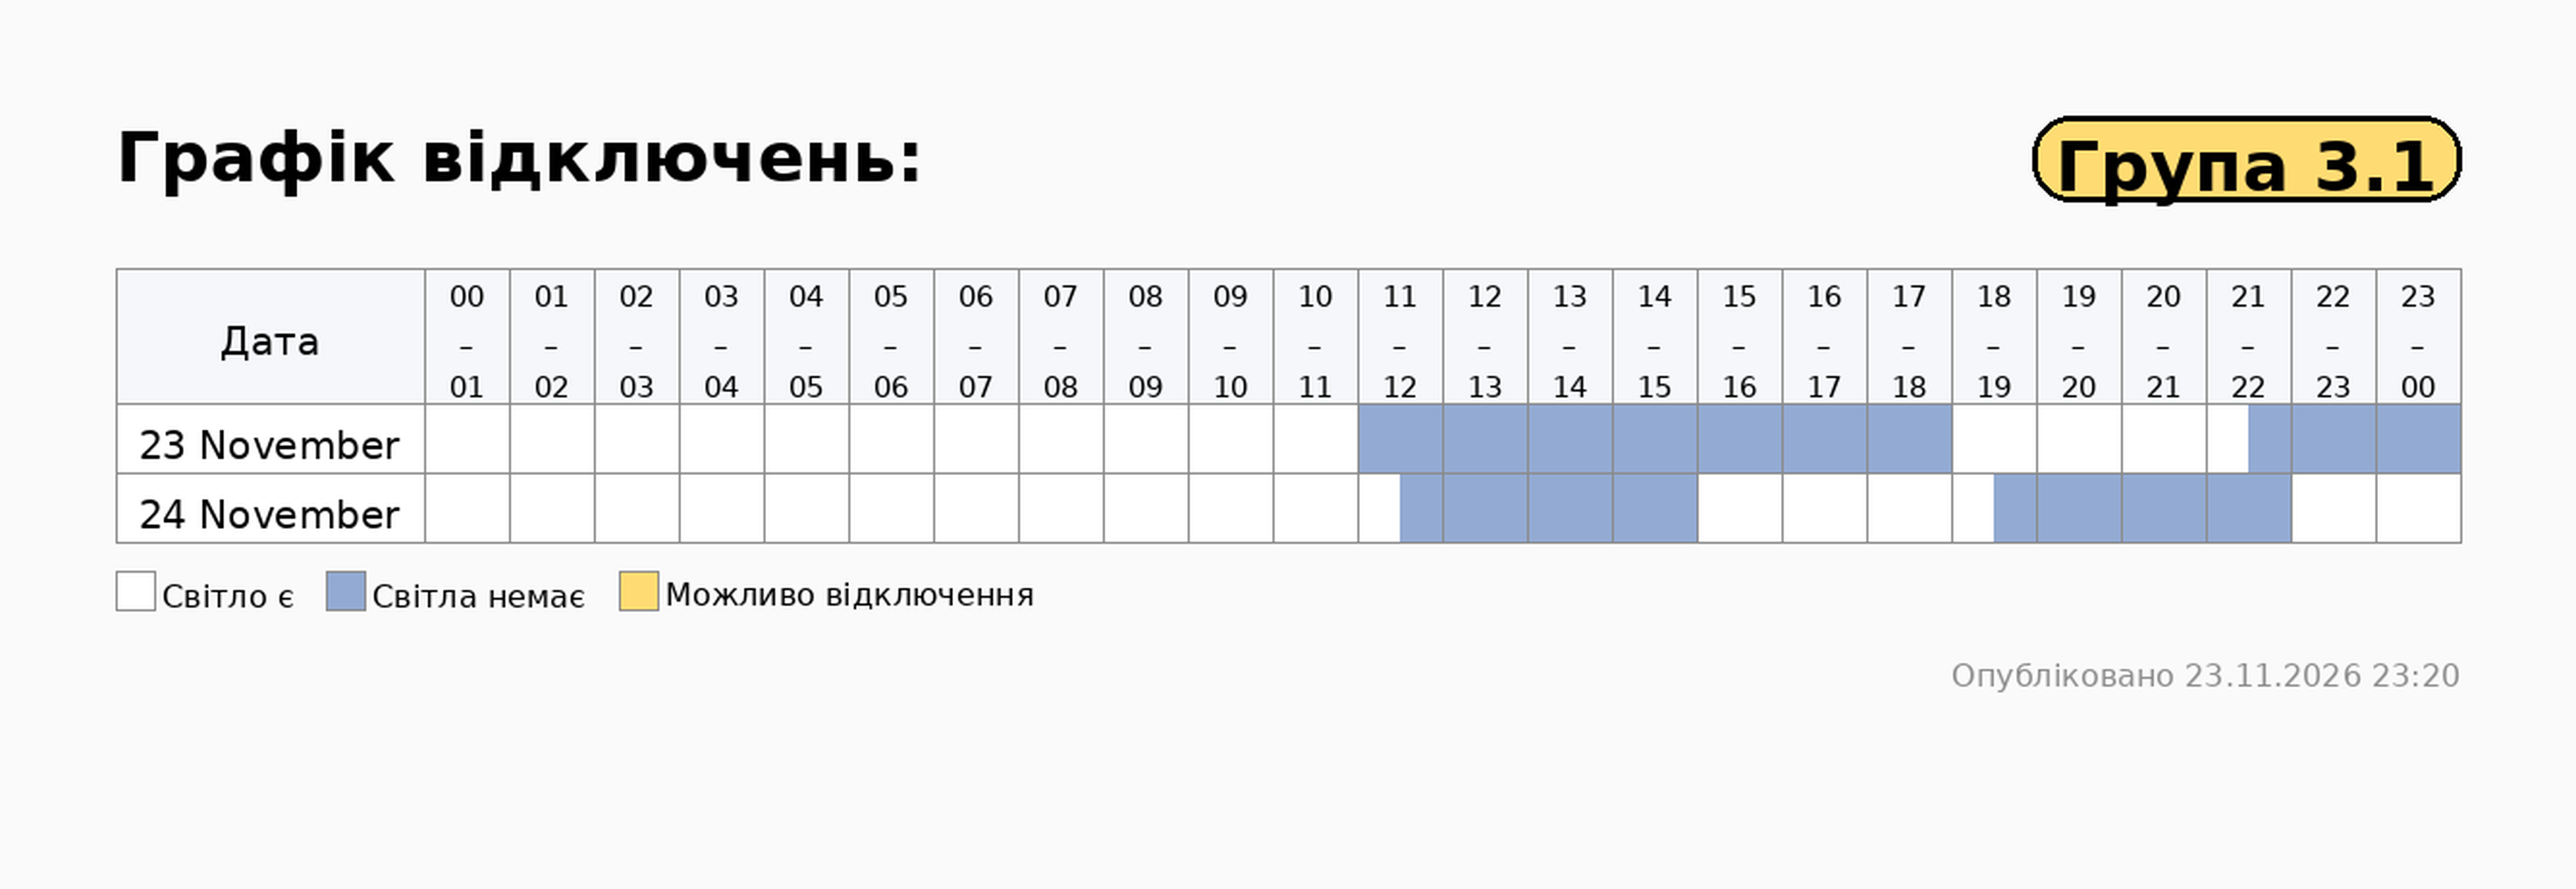 Графік відключень:
Група 3.1
Дата
00 – 01
01 – 02
02 – 03
03 – 04
04 – 05
05 – 06
06 – 07
07 – 08
08 – 09
09 – 10
10 – 11
11 – 12
12 – 13
13 – 14
14 – 15
15 – 16
16 – 17
17 – 18
18 – 19
19 – 20
20 – 21
21 – 22
22 – 23
23 – 00
23 November
24 November
Світло є
Світла немає
Можливо відключення
Опубліковано 23.11.2026 23:20